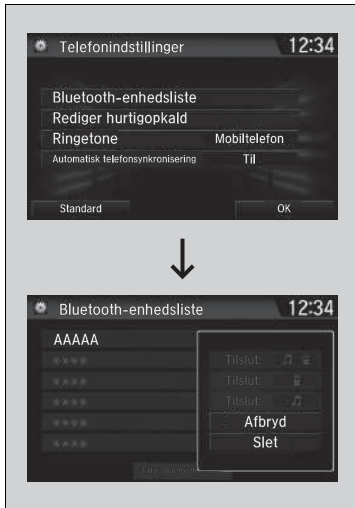 Telefonindstillinger 12:34
Bluetooth-enhedsliste
Rediger hurtigopkald
Ringetone Mobiltelefon
Automatisk telefonsynkronisering Til
Standard OK
Bluetooth-enhedsliste 12:34
AAAAA
Tilslut:
Tilslut:
Tilslut:
Afbryd
Slet